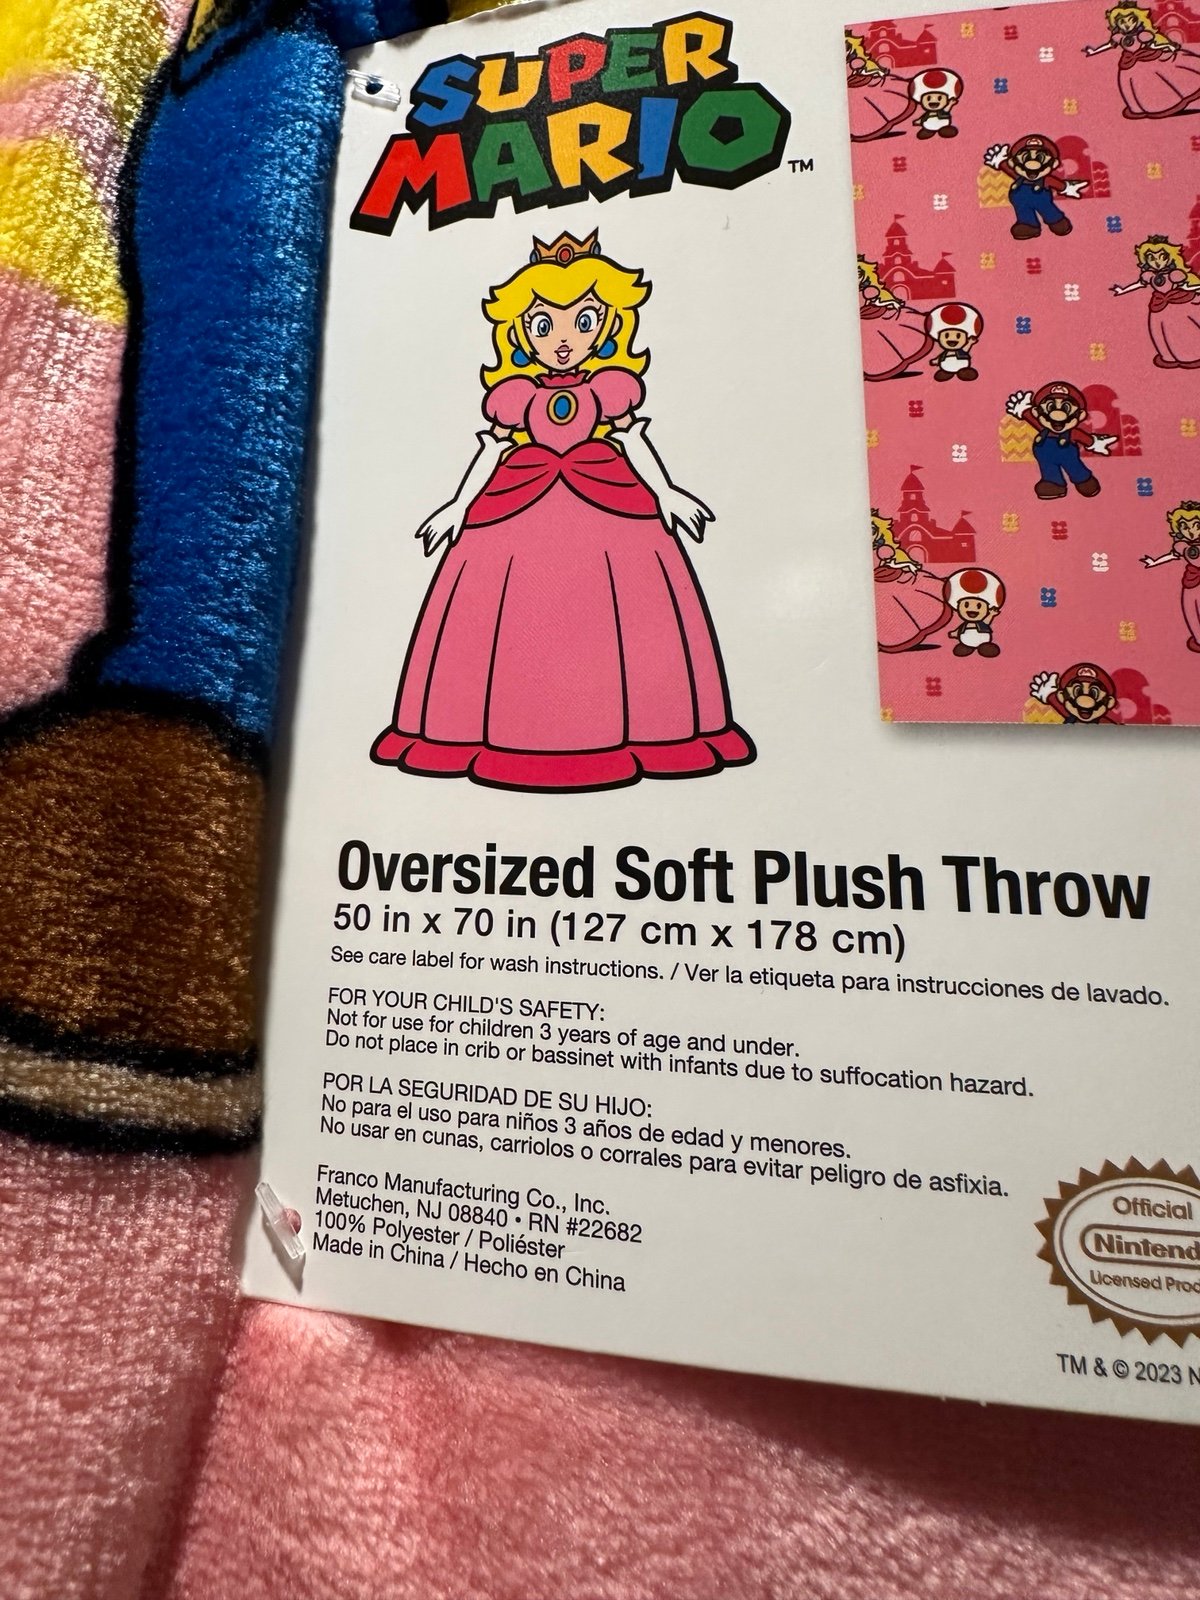 SUPER
MARIO™
Oversized Soft Plush Throw
50 in x 70 in (127 cm x 178 cm)
See care label for wash instructions. / Ver la etiqueta para instrucciones de lavado.
FOR YOUR CHILD'S SAFETY:
Not for use for children 3 years of age and under.
Do not place in crib or bassinet with infants due to suffocation hazard.
POR LA SEGURIDAD DE SU HIJO:
No para el uso para niños 3 años de edad y menores.
No usar en cunas, carriolos o corrales para evitar peligro de asfixia.
Franco Manufacturing Co., Inc.
Metuchen, NJ 08840 • RN #22682
100% Polyester / Poliéster
Made in China / Hecho en China
Official
Licensed
TM & © 2023